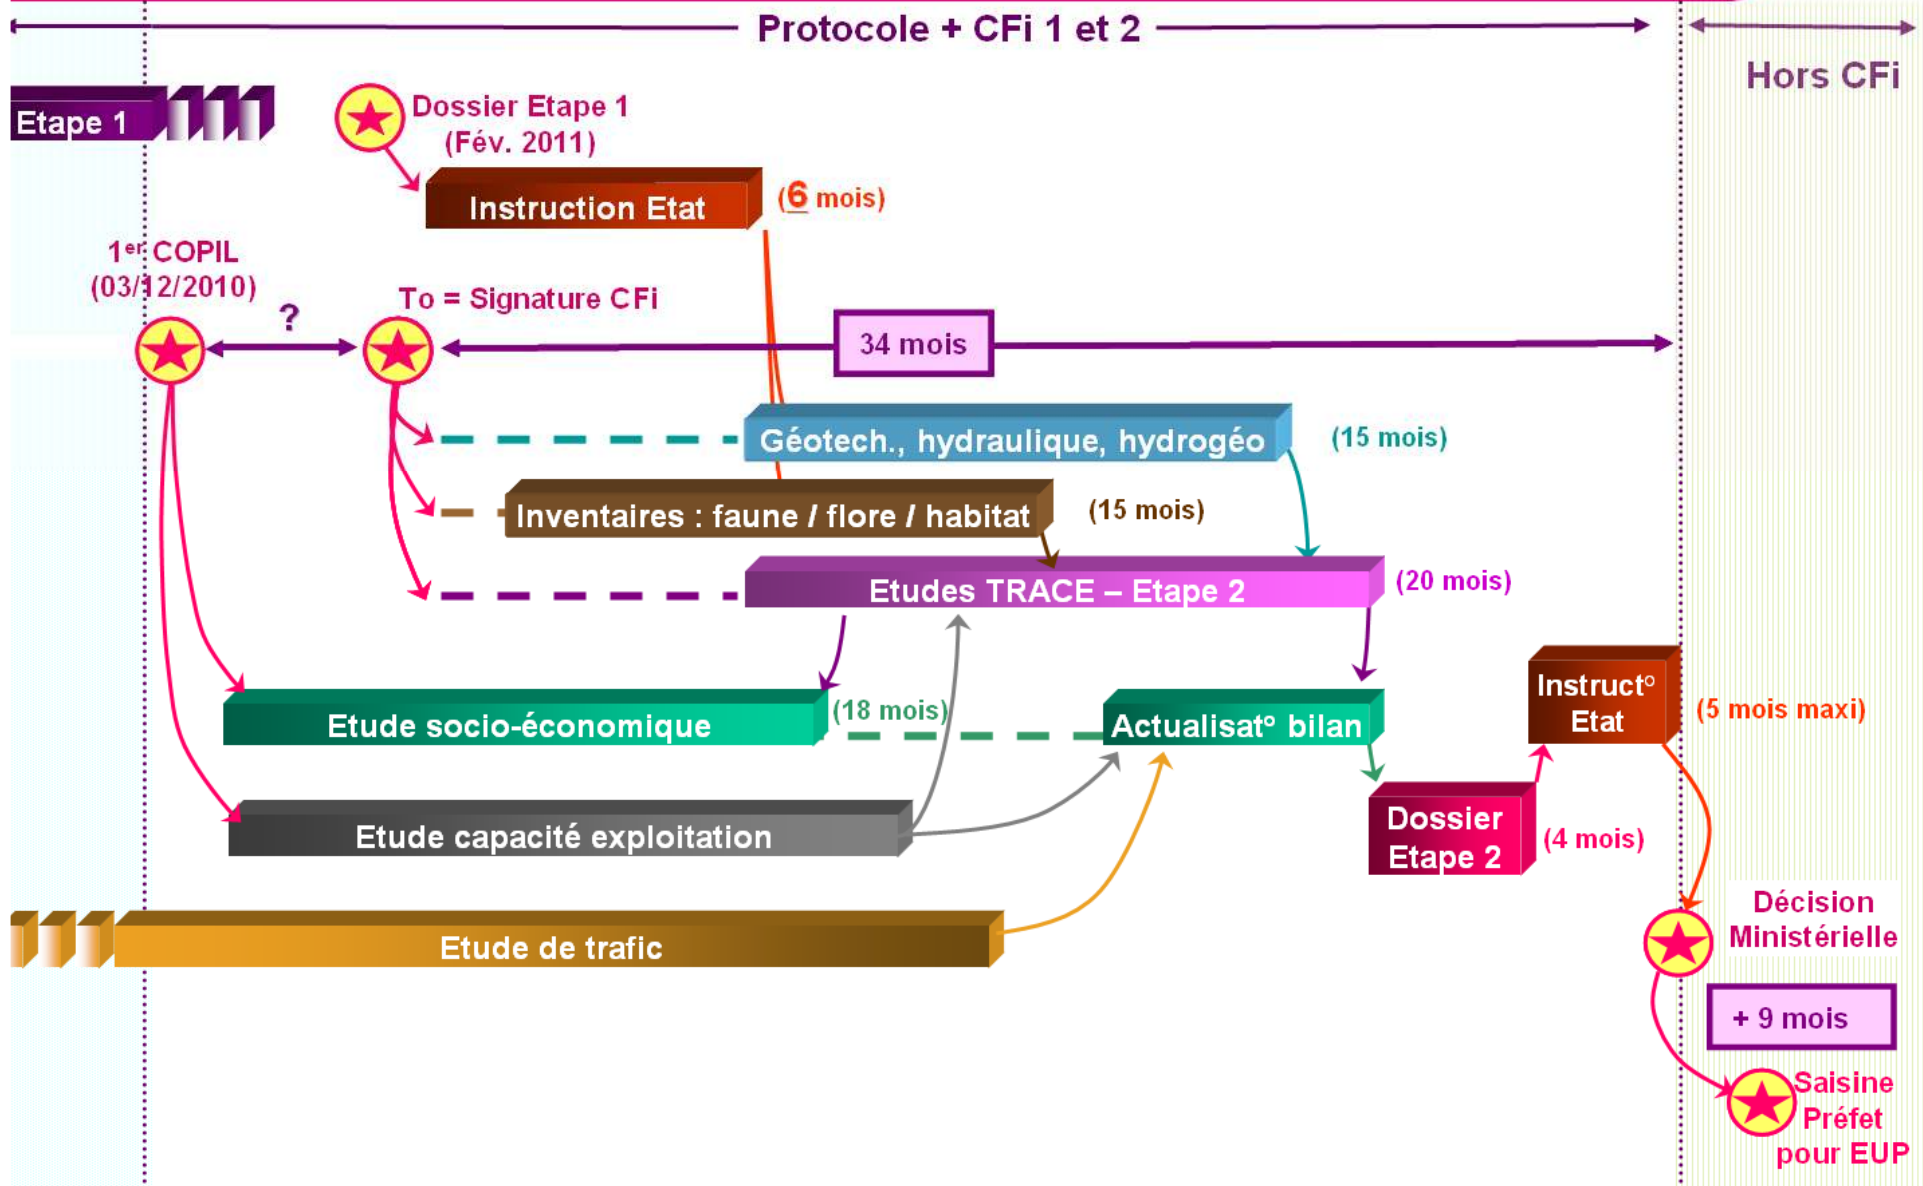 Protocole + CFi 1 et 2
Hors CFi
Etape 1
Dossier Etape 1
(Fév. 2011)
Instruction Etat
(6 mois)
1er COPIL
(03/12/2010)
?
To = Signature CFi
34 mois
Géotech., hydraulique, hydrogéo
(15 mois)
Inventaires : faune / flore / habitat
(15 mois)
Etudes TRACE – Etape 2
(20 mois)
Etude socio-économique
(18 mois)
Actualisat° bilan
Instruct°
Etat
(5 mois maxi)
Etude capacité exploitation
Dossier
Etape 2
(4 mois)
Etude de trafic
Décision
Ministérielle
+ 9 mois
Saisine
Préfet
pour EUP